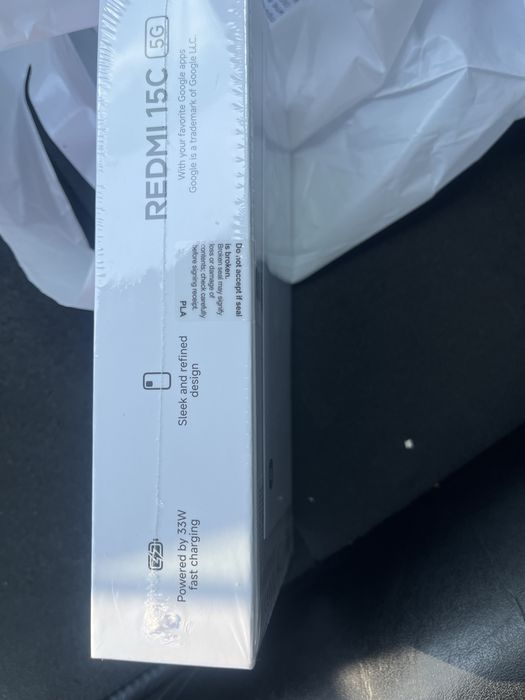 REDMI 15C 5G
With your favorite Google apps
Google is a trademark of Google LLC.
Do not accept if seal
is broken.
Broken seal may signify
loss or damage of
contents; check carefully
before signing receipt.
PLA
Sleek and refined
design
Powered by 33W
fast charging